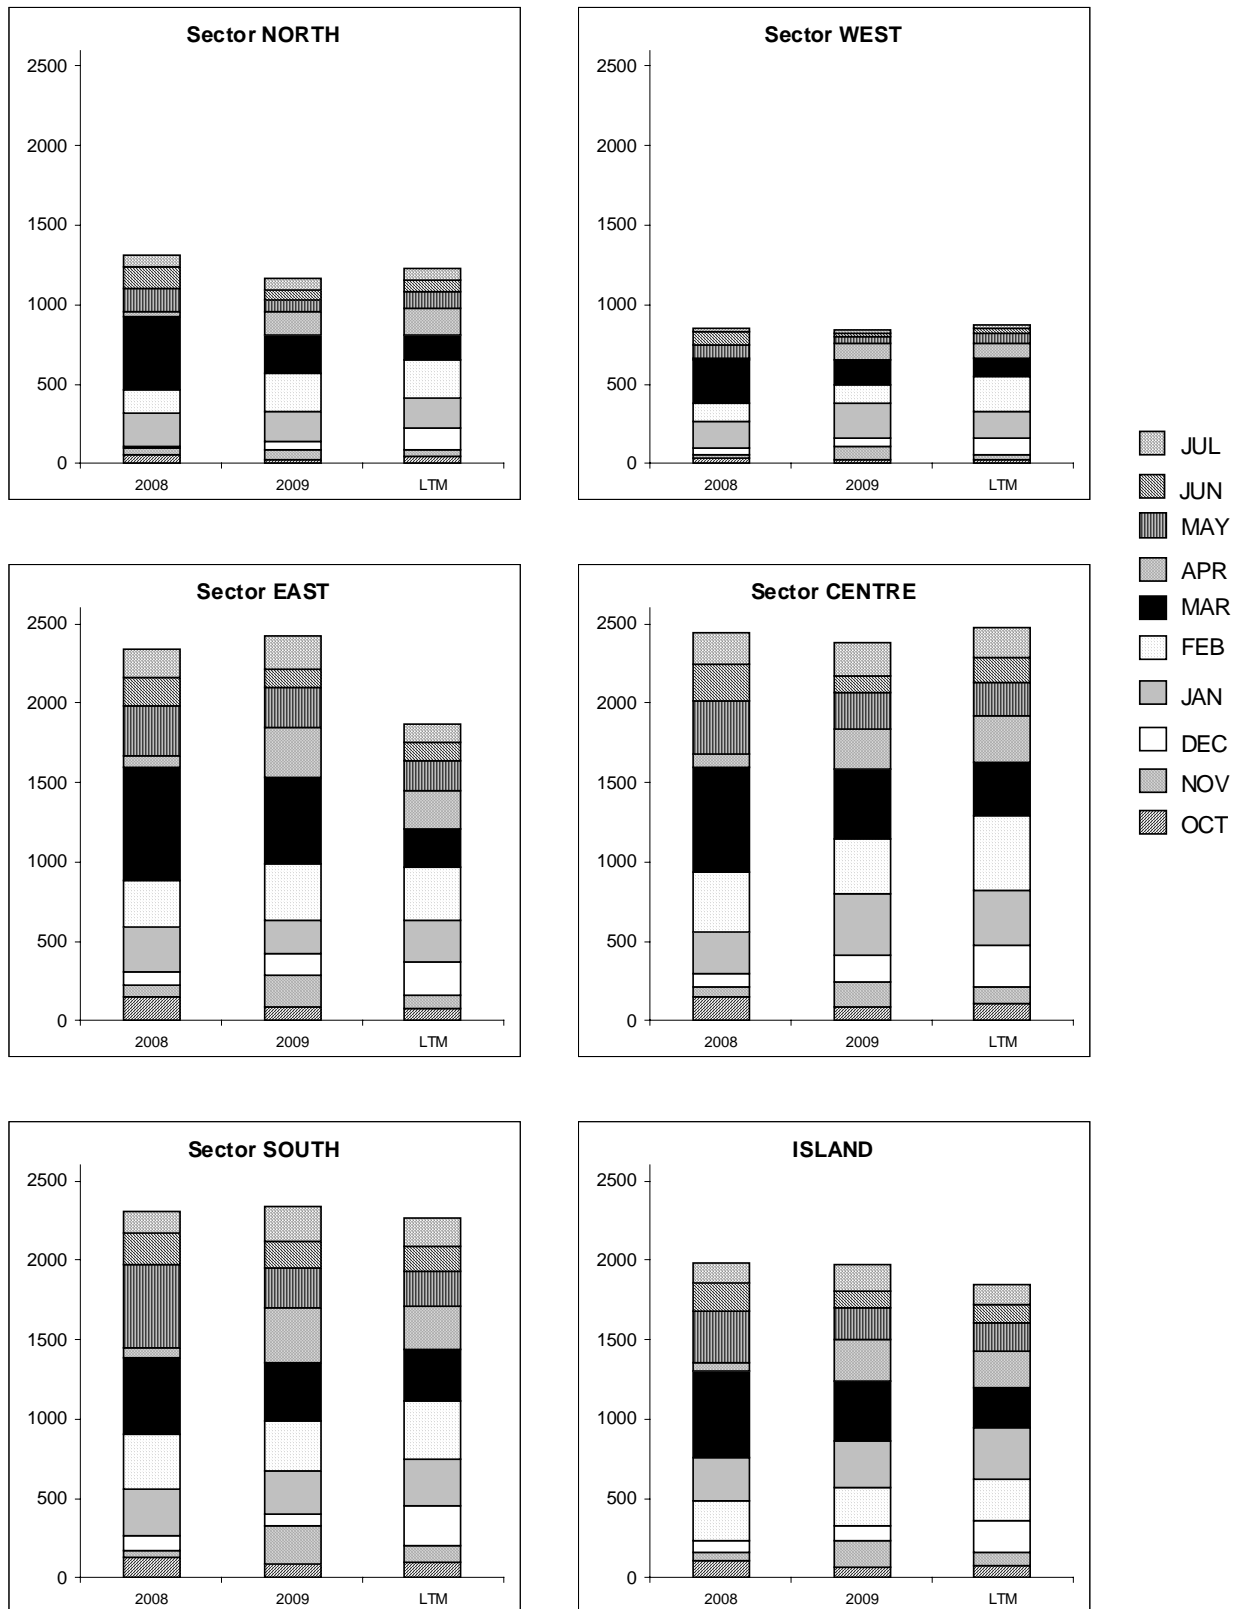 Sector NORTH
2500
2000
1500
1000
500
0
2008 2009 LTM
Sector WEST
2500
2000
1500
1000
500
0
2008 2009 LTM
JUL
JUN
MAY
APR
MAR
FEB
JAN
DEC
NOV
OCT
Sector EAST
2500
2000
1500
1000
500
0
2008 2009 LTM
Sector CENTRE
2500
2000
1500
1000
500
0
2008 2009 LTM
Sector SOUTH
2500
2000
1500
1000
500
0
2008 2009 LTM
ISLAND
2500
2000
1500
1000
500
0
2008 2009 LTM